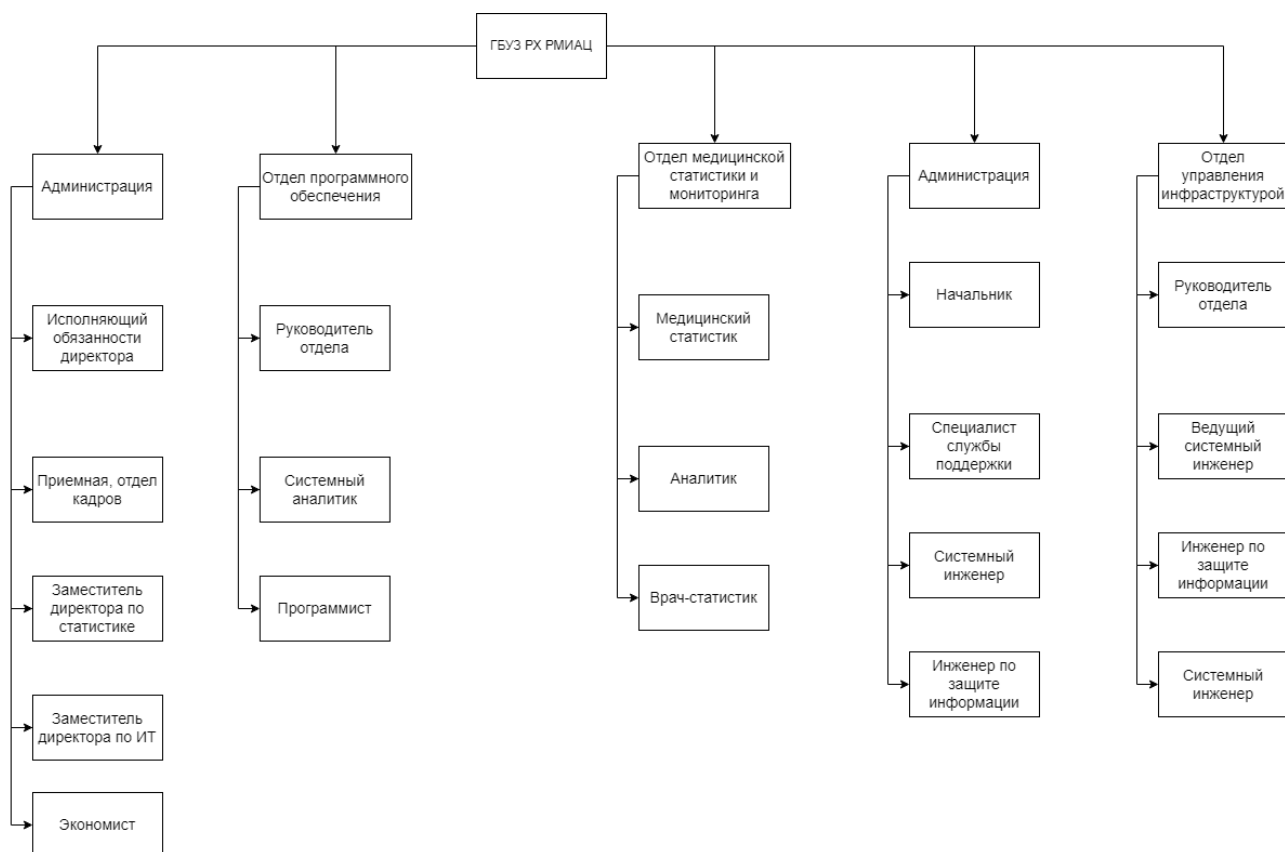 ГБУЗ РХ РМИАЦ
Администрация
Исполняющий
обязанности
директора
Приемная, отдел
кадров
Заместитель
директора по
статистике
Заместитель
директора по ИТ
Экономист
Отдел программного
обеспечения
Руководитель
отдела
Системный
аналитик
Программист
Отдел медицинской
статистики и
мониторинга
Медицинский
статистик
Аналитик
Врач-статистик
Администрация
Начальник
Специалист
службы
поддержки
Системный
инженер
Инженер по
защите
информации
Отдел
управления
инфраструктурой
Руководитель
отдела
Ведущий
системный
инженер
Инженер по
защите
информации
Системный
инженер